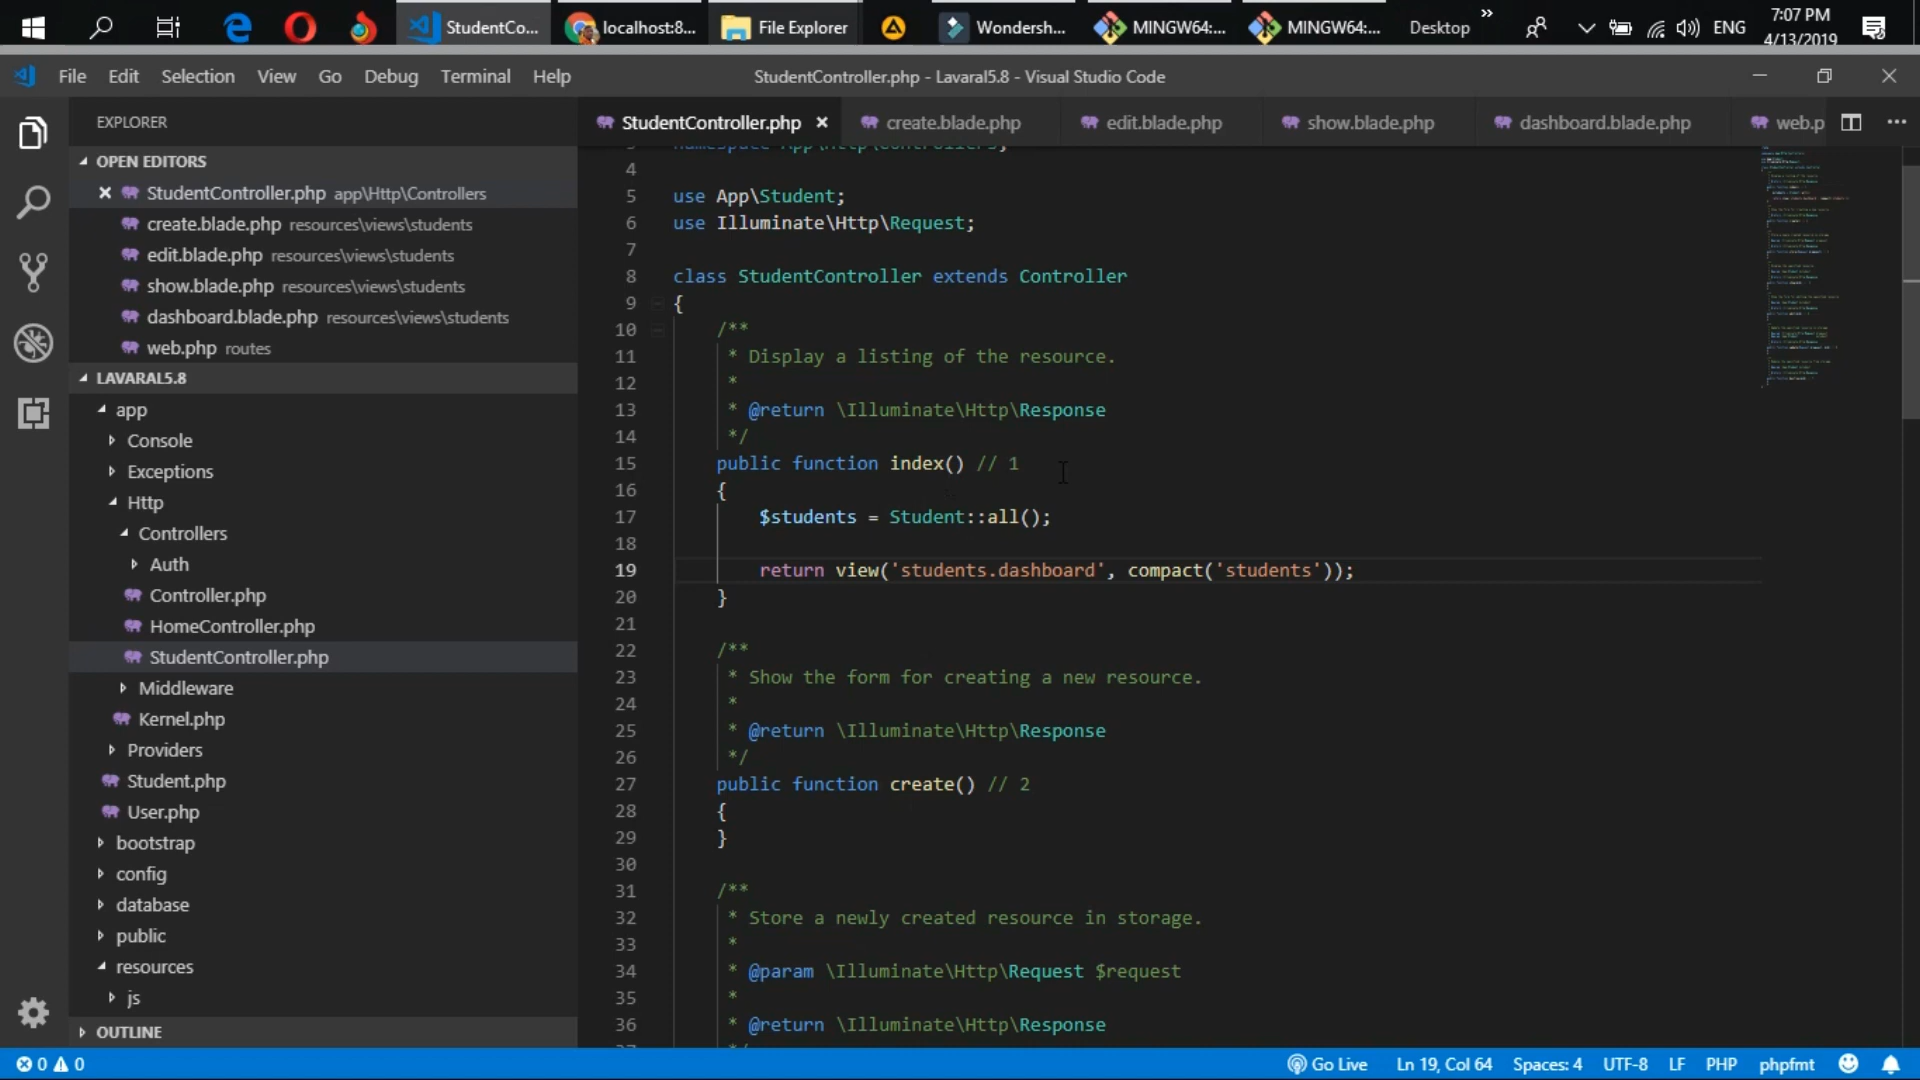 StudentCo...
localhost:8...
File Explorer
Wondersh...
MINGW64:...
MINGW64:...
Desktop
»
ENG
7:07 PM
4/13/2019
File Edit Selection View Go Debug Terminal Help
StudentController.php - Lavaral5.8 - Visual Studio Code
EXPLORER
OPEN EDITORS
StudentController.php app\Http\Controllers
create.blade.php resources\views\students
edit.blade.php resources\views\students
show.blade.php resources\views\students
dashboard.blade.php resources\views\students
web.php routes
LAVARAL5.8
app
Console
Exceptions
Http
Controllers
Auth
Controller.php
HomeController.php
StudentController.php
Middleware
Kernel.php
Providers
Student.php
User.php
bootstrap
config
database
public
resources
js
OUTLINE
StudentController.php create.blade.php edit.blade.php show.blade.php dashboard.blade.php web.p
namespace App\Http\Controllers;
4
5 use App\Student;
6 use Illuminate\Http\Request;
7
8 class StudentController extends Controller
9 {
10 /**
11 * Display a listing of the resource.
12 *
13 * @return \Illuminate\Http\Response
14 */
15 public function index() // 1
16 {
17 $students = Student::all();
18
19 return view('students.dashboard', compact('students'));
20 }
21
22 /**
23 * Show the form for creating a new resource.
24 *
25 * @return \Illuminate\Http\Response
26 */
27 public function create() // 2
28 {
29 }
30
31 /**
32 * Store a newly created resource in storage.
33 *
34 * @param \Illuminate\Http\Request $request
35 *
36 * @return \Illuminate\Http\Response
0 0
Go Live Ln 19, Col 64 Spaces: 4 UTF-8 LF PHP phpfmt